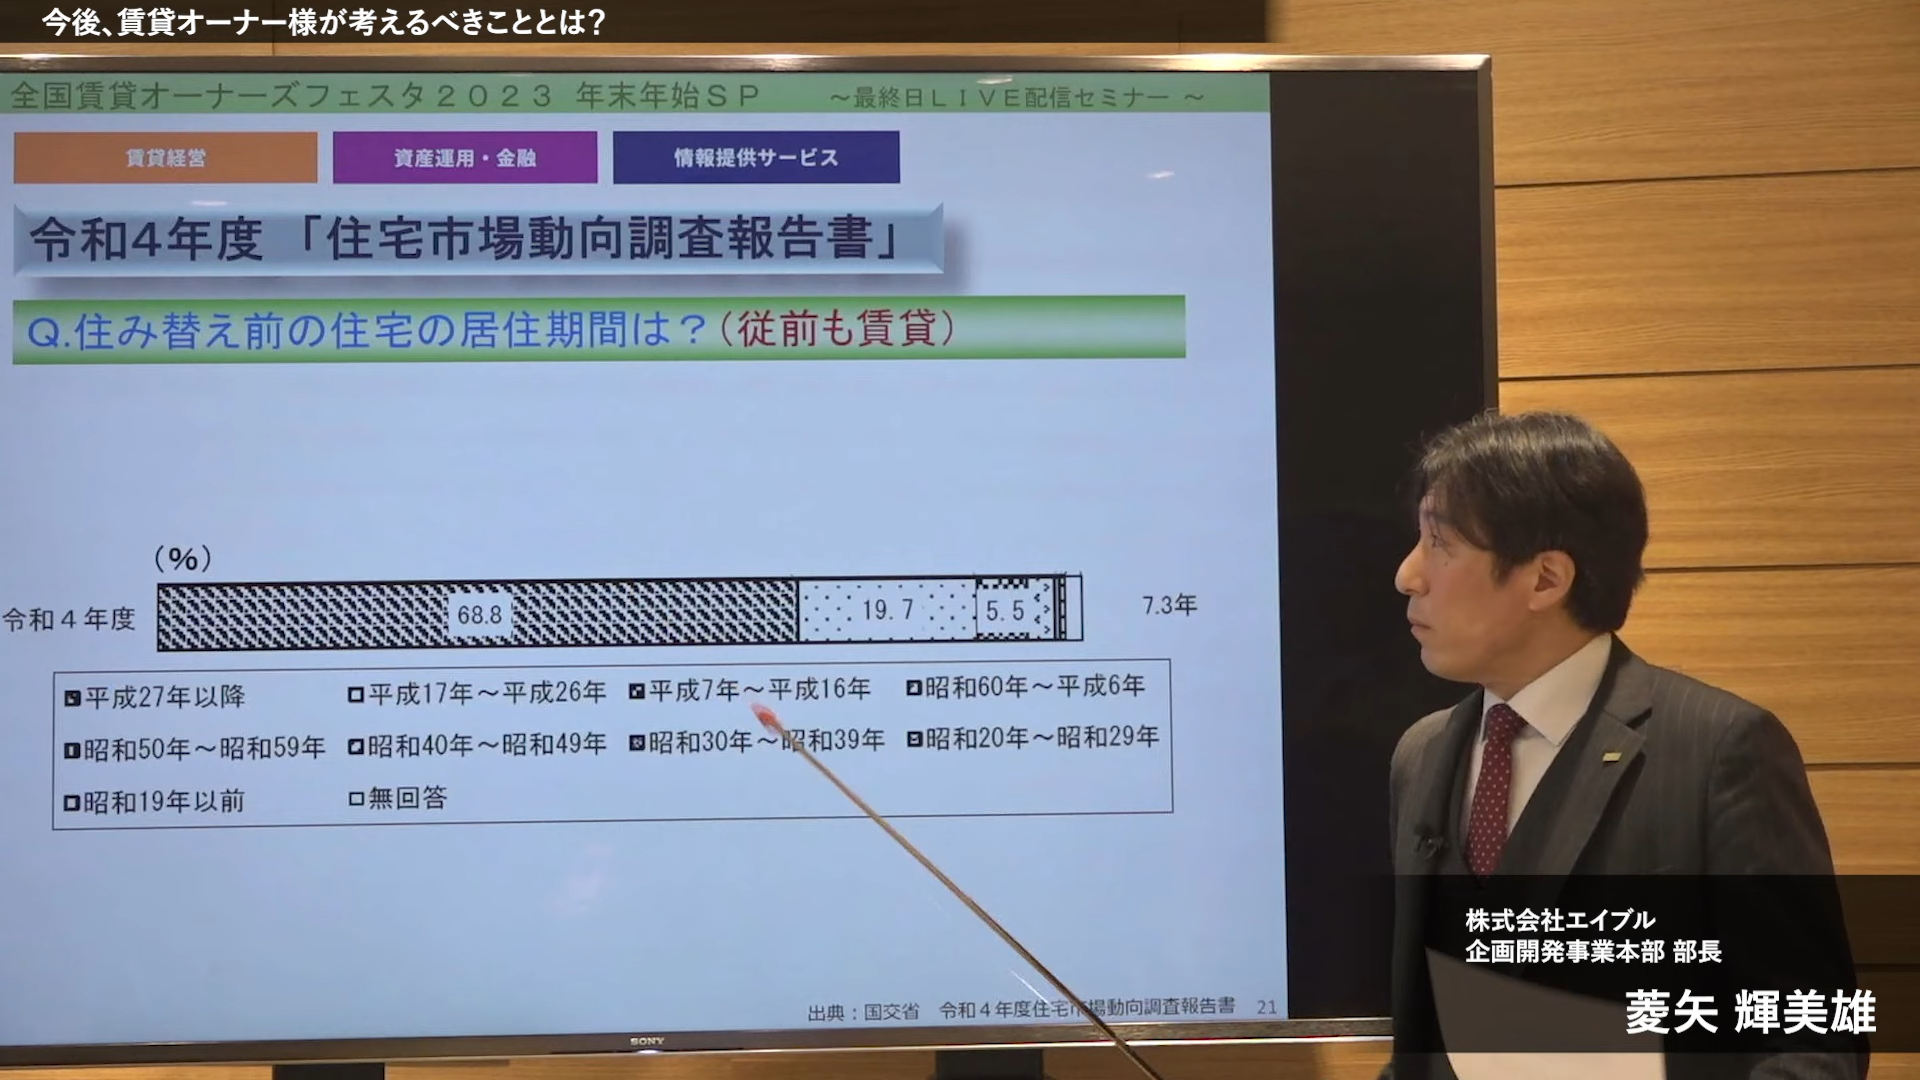 今後、賃貸オーナー様が考えるべきこととは？
全国賃貸オーナーズフェスタ２０２３ 年末年始ＳＰ ～最終日ＬＩＶＥ配信セミナー ～
賃貸経営 資産運用・金融 情報提供サービス
令和4年度 「住宅市場動向調査報告書」
Q.住み替え前の住宅の居住期間は？（従前も賃貸）
（％）
令和４年度 68.8 19.7 5.5 7.3年
平成27年以降 平成17年～平成26年 平成7年～平成16年 昭和60年～平成6年
昭和50年～昭和59年 昭和40年～昭和49年 昭和30年～昭和39年 昭和20年～昭和29年
昭和19年以前 無回答
出典：国交省 令和４年度住宅市場動向調査報告書 21
SONY
株式会社エイブル
企画開発事業本部 部長
菱矢 輝美雄